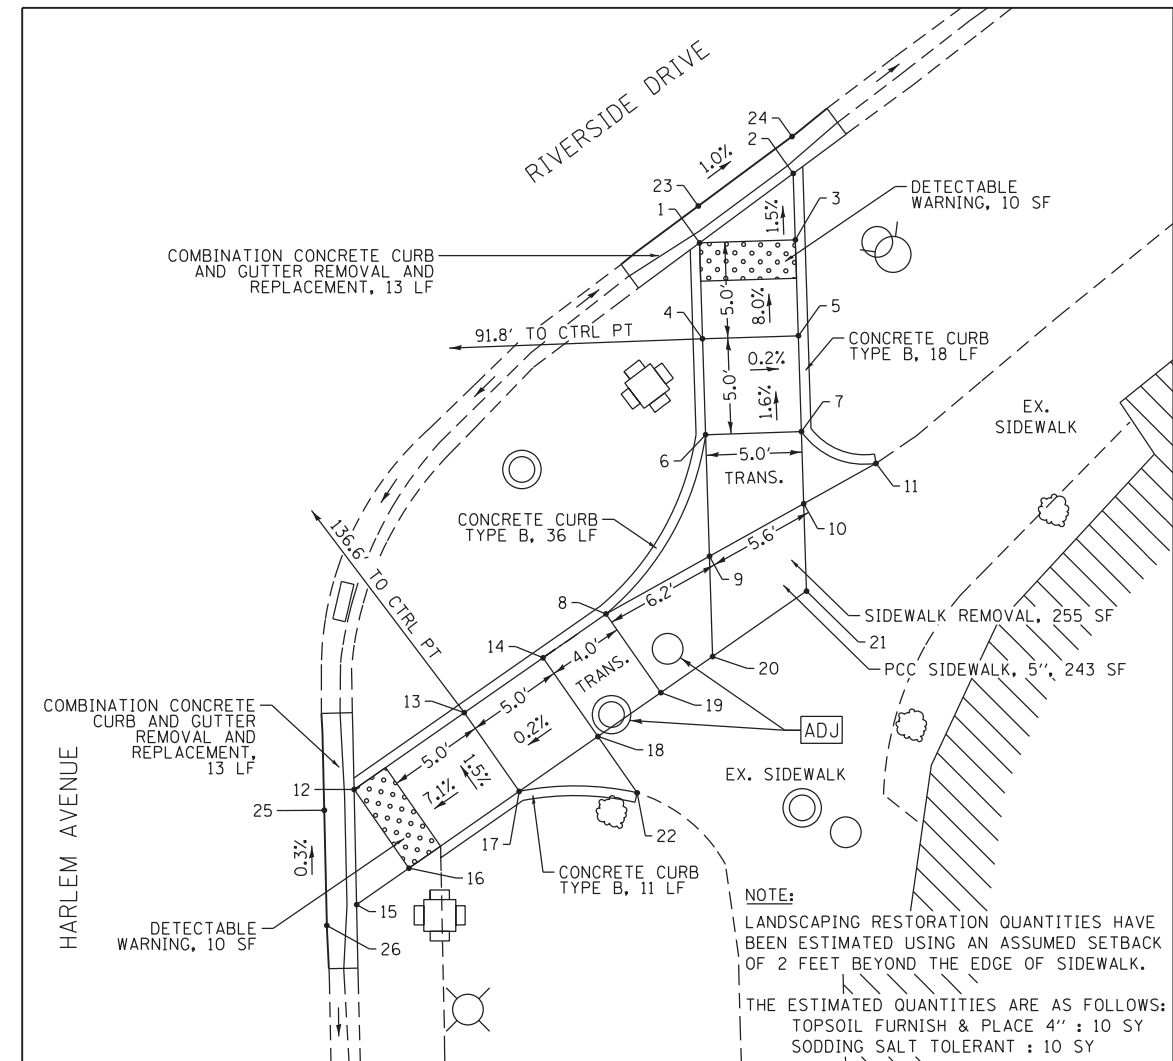 RIVERSIDE DRIVE
24
2
1.0%
23
1
3
DETECTABLE
WARNING, 10 SF
1.5%
COMBINATION CONCRETE CURB
AND GUTTER REMOVAL AND
REPLACEMENT, 13 LF
5.0'
8.0%
4
5
91.8' TO CTRL PT
CONCRETE CURB
TYPE B, 18 LF
0.2%
5.0'
1.6%
7
EX.
SIDEWALK
6
5.0'
TRANS.
11
CONCRETE CURB
TYPE B, 36 LF
10
136.6' TO CTRL PT
5.6'
9
6.2'
8
SIDEWALK REMOVAL, 255 SF
14
4.0'
TRANS.
21
20
PCC SIDEWALK, 5", 243 SF
13
5.0'
19
COMBINATION CONCRETE
CURB AND GUTTER
REMOVAL AND
REPLACEMENT,
13 LF
0.2%
ADJ
18
5.0'
1.5%
7.1%
EX. SIDEWALK
HARLEM AVENUE
12
25
17
22
0.3%
16
CONCRETE CURB
TYPE B, 11 LF
15
DETECTABLE
WARNING, 10 SF
26
NOTE:
LANDSCAPING RESTORATION QUANTITIES HAVE
BEEN ESTIMATED USING AN ASSUMED SETBACK
OF 2 FEET BEYOND THE EDGE OF SIDEWALK.
THE ESTIMATED QUANTITIES ARE AS FOLLOWS:
TOPSOIL FURNISH & PLACE 4" : 10 SY
SODDING SALT TOLERANT : 10 SY